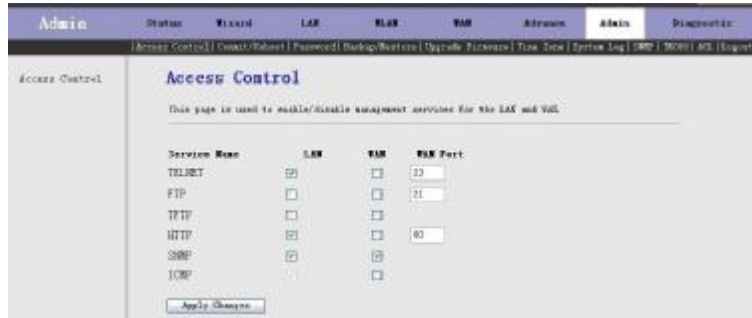 Admin Status Wizard LAN WLAN WAN Advance Admin Diagnostic
|Access Control| Commit/Reboot| Password| Backup/Restore| Upgrade Firmware| Time Zone| System Log| SNMP| TR069| ACL| Logout
Access Control
Access Control
This page is used to enable/disable management services for the LAN and WAN.
Service Name LAN WAN WAN Port
TELNET 23
FTP 21
TFTP
HTTP 80
SNMP
ICMP
Apply Changes